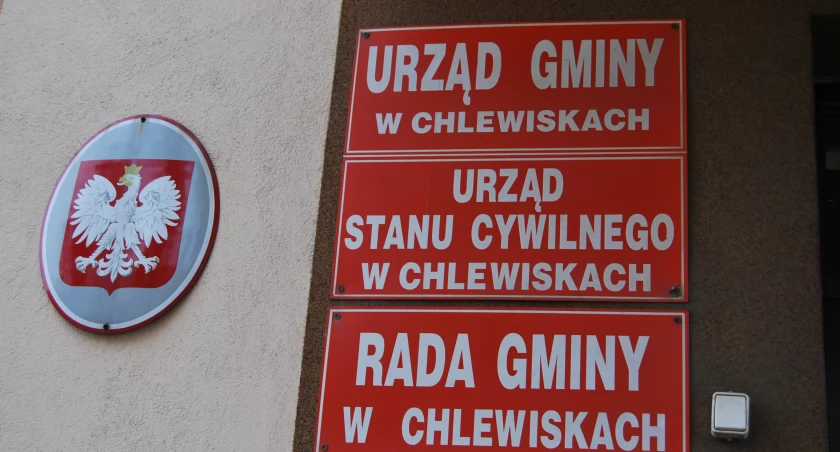 URZĄD GMINY
W CHLEWISKACH
URZĄD
STANU CYWILNEGO
W CHLEWISKACH
RADA GMINY
W CHLEWISKACH